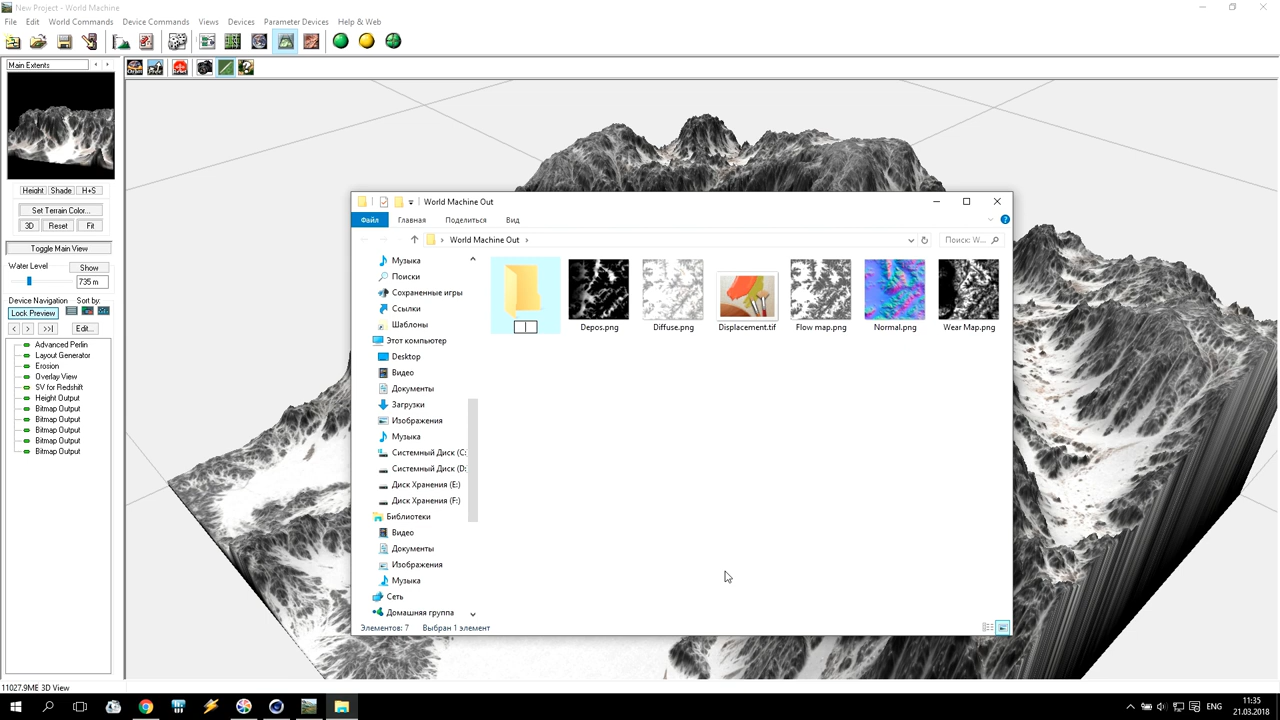 New Project - World Machine
File Edit World Commands Device Commands Views Devices Parameter Devices Help & Web
Main Extents
Height Shade H+S
Set Terrain Color...
3D Reset Fit
Toggle Main View
Water Level Show
735 m
Device Navigation Sort by:
Lock Preview
< > >>| Edit...
Advanced Perlin
Layout Generator
Erosion
Overlay View
SV for Redshift
Height Output
Bitmap Output
Bitmap Output
Bitmap Output
Bitmap Output
Bitmap Output
11027.9ME 3D View
World Machine Out
Файл Главная Поделиться Вид
World Machine Out
Поиск: W...
Музыка
Поиски
Сохраненные игры
Ссылки
Шаблоны
Этот компьютер
Desktop
Видео
Документы
Загрузки
Изображения
Музыка
Системный Диск (C:
Системный Диск (D:
Диск Хранения (E:)
Диск Хранения (F:)
Библиотеки
Видео
Документы
Изображения
Музыка
Сеть
Домашняя группа
Depos.png Diffuse.png Displacement.tif Flow map.png Normal.png Wear Map.png
Элементов: 7 Выбран 1 элемент
ENG
11:35
21.03.2018